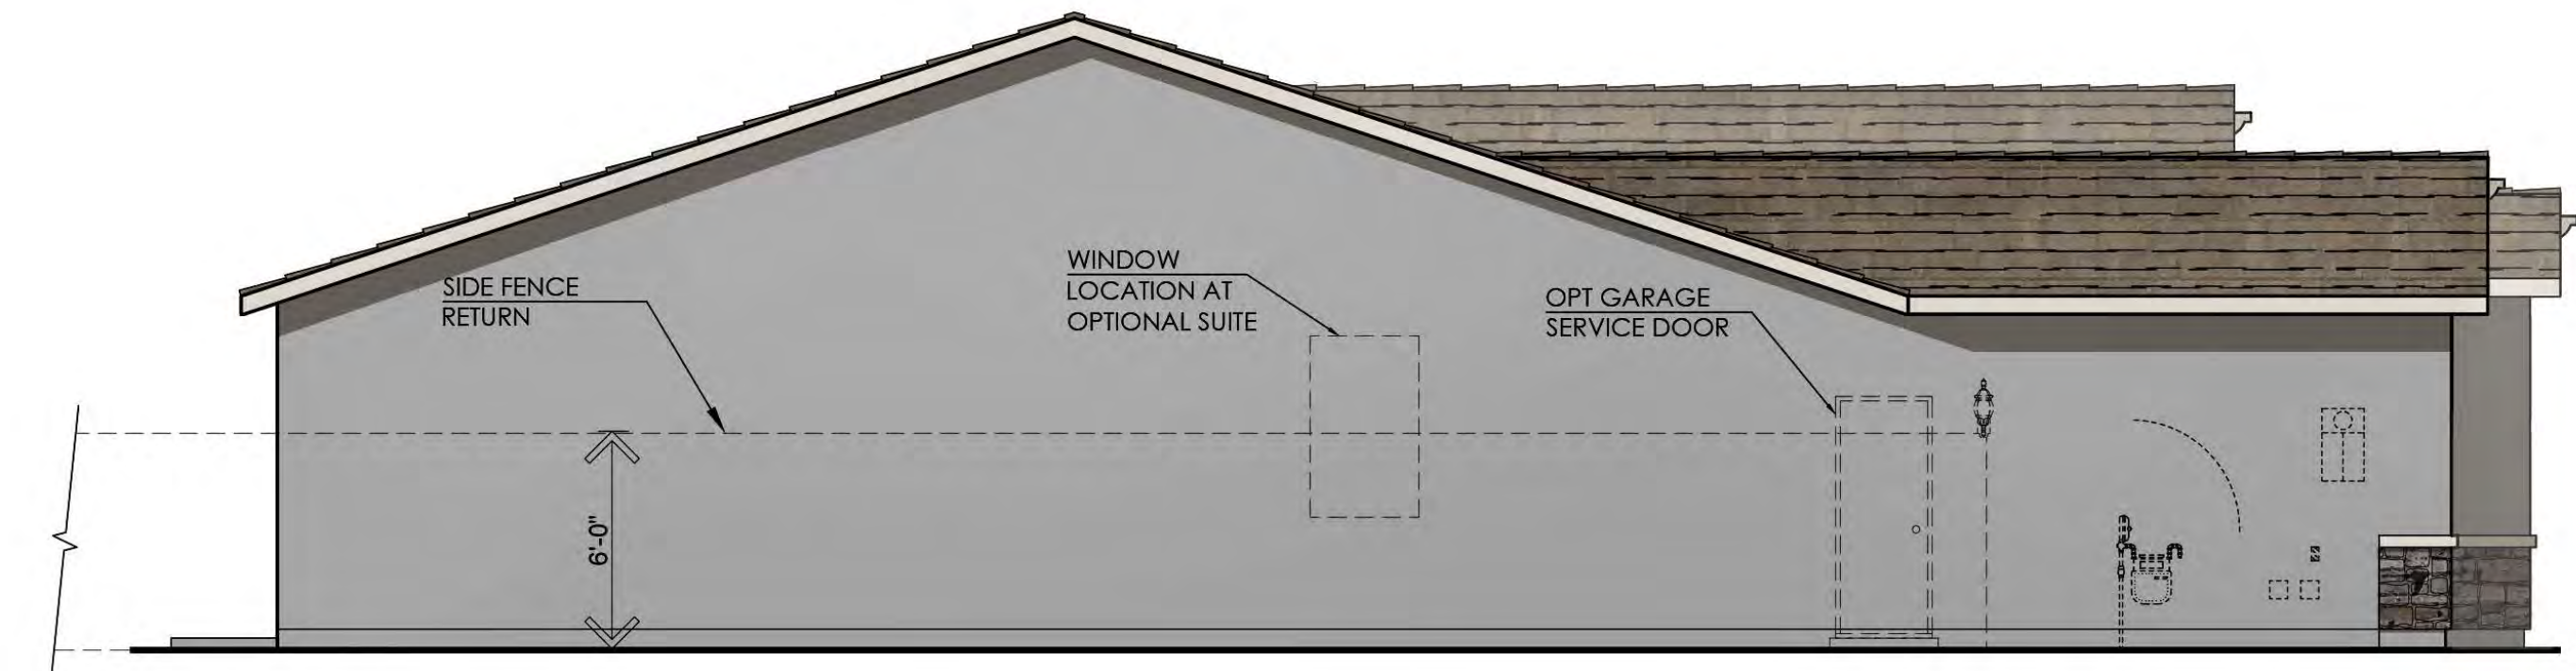 SIDE FENCE
RETURN
WINDOW
LOCATION AT
OPTIONAL SUITE
OPT GARAGE
SERVICE DOOR
6'-0"